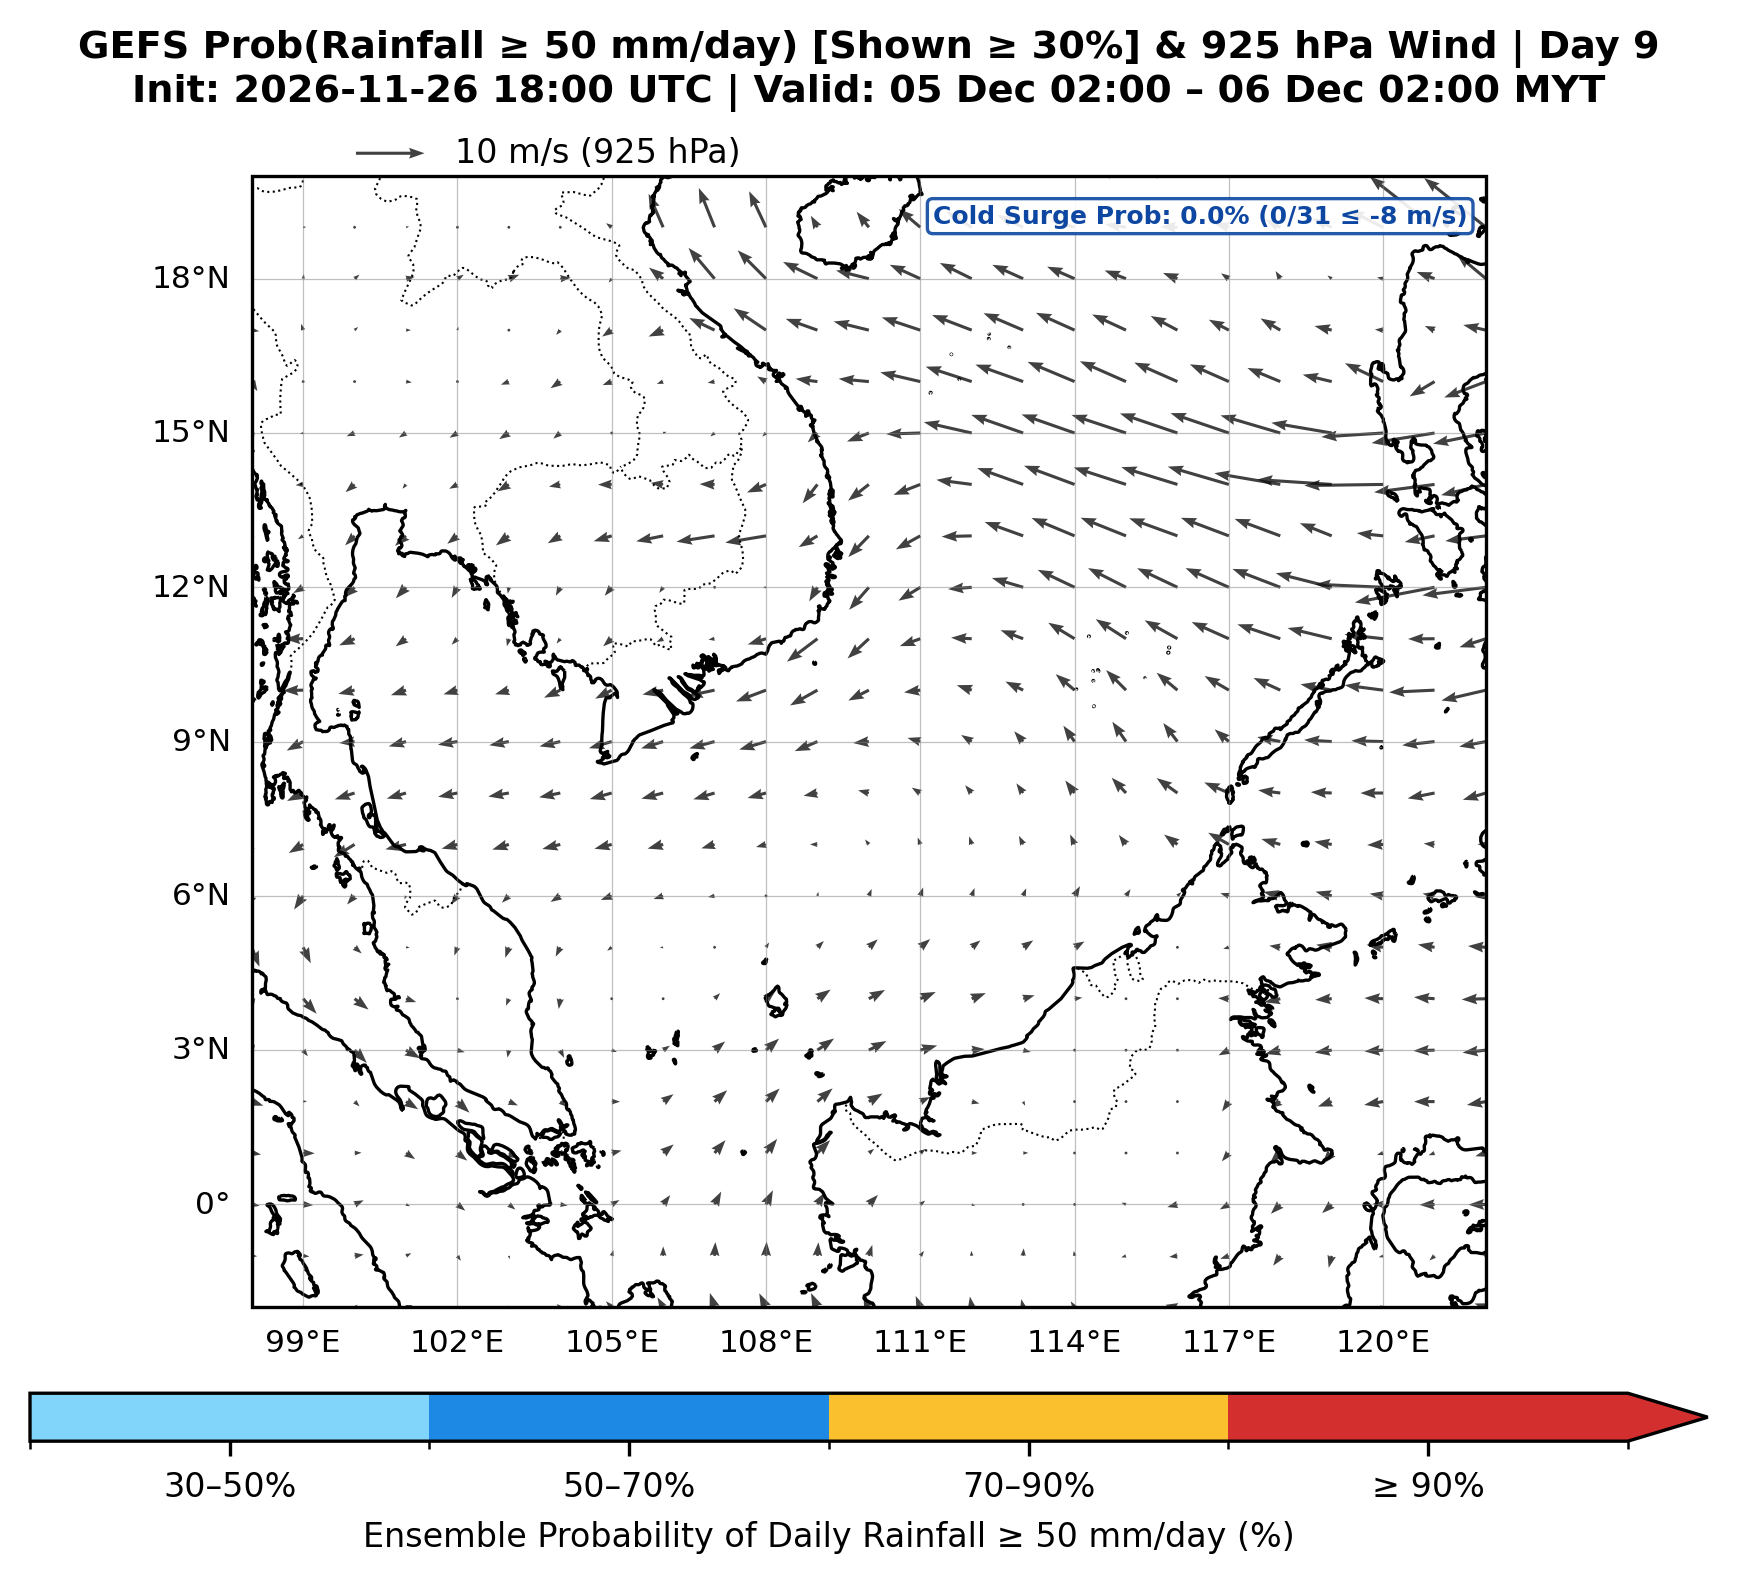 GEFS Prob(Rainfall ≥ 50 mm/day) [Shown ≥ 30%] & 925 hPa Wind | Day 9
Init: 2026-11-26 18:00 UTC | Valid: 05 Dec 02:00 – 06 Dec 02:00 MYT
10 m/s (925 hPa)
Cold Surge Prob: 0.0% (0/31 ≤ -8 m/s)
18°N
15°N
12°N
9°N
6°N
3°N
0°
99°E 102°E 105°E 108°E 111°E 114°E 117°E 120°E
30–50% 50–70% 70–90% ≥ 90%
Ensemble Probability of Daily Rainfall ≥ 50 mm/day (%)